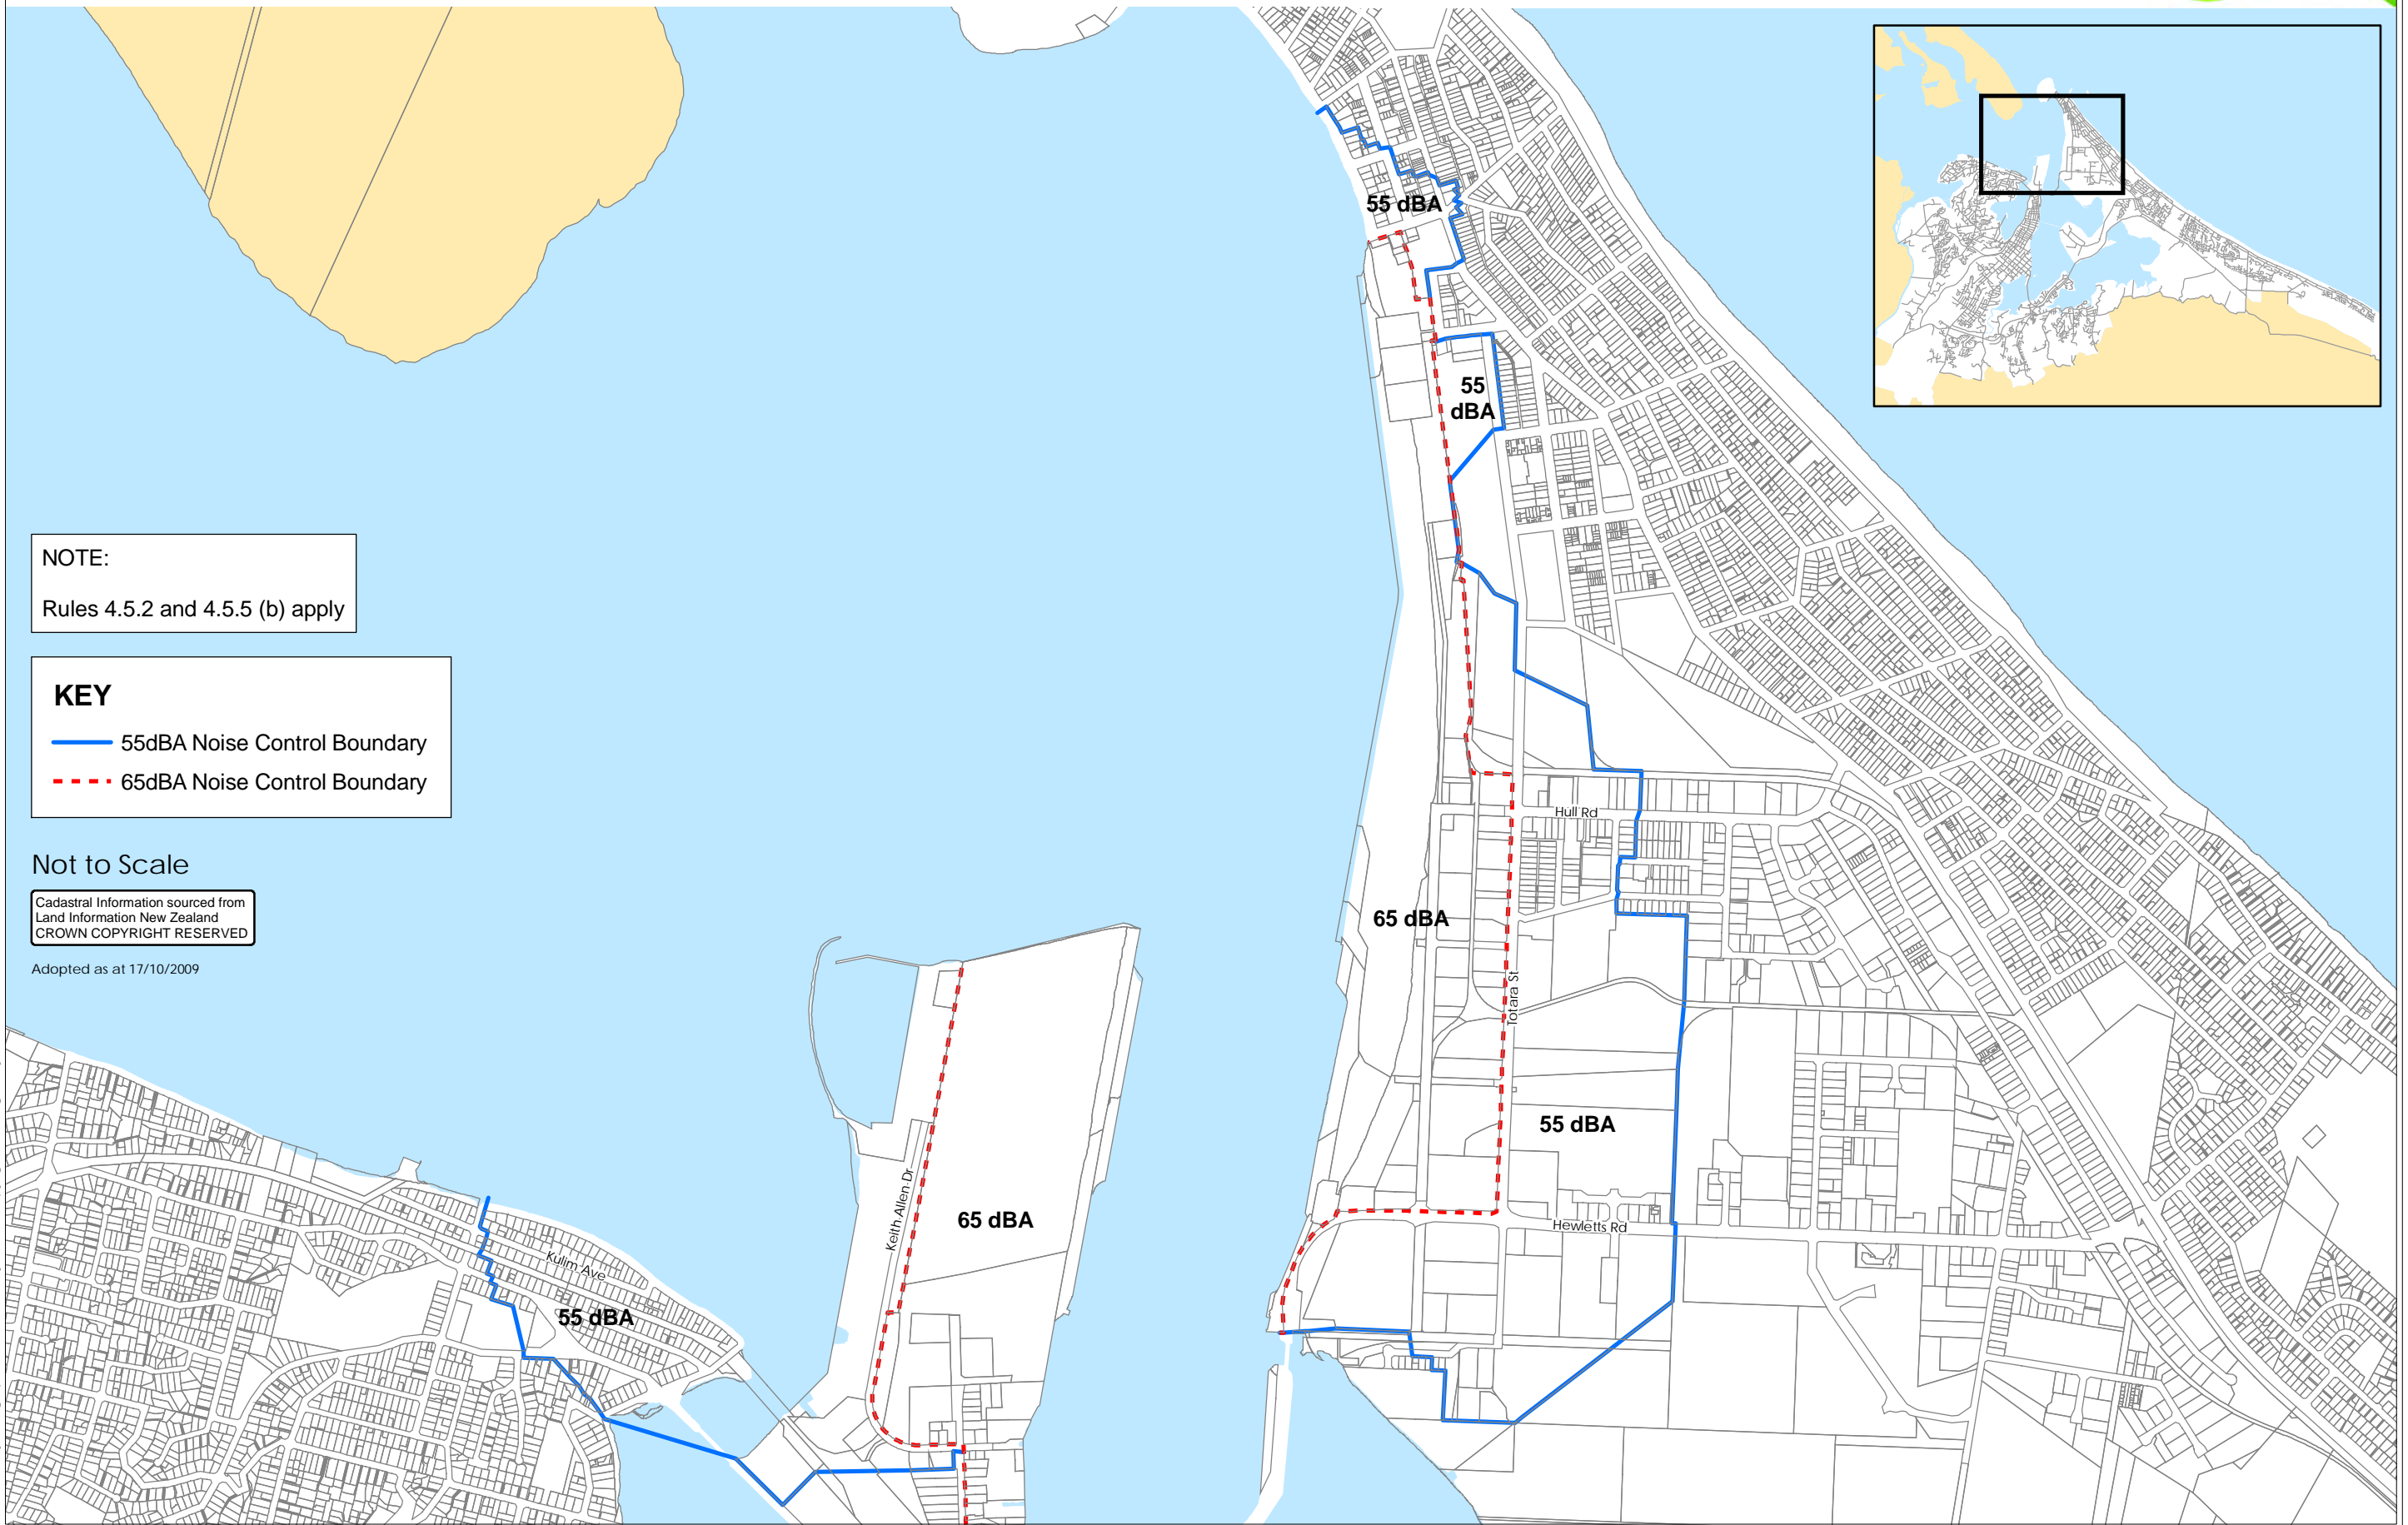 55 dBA
55
dBA
NOTE:
Rules 4.5.2 and 4.5.5 (b) apply
KEY
55dBA Noise Control Boundary
65dBA Noise Control Boundary
Not to Scale
Cadastral Information sourced from
Land Information New Zealand
CROWN COPYRIGHT RESERVED
Adopted as at 17/10/2009
Hull Rd
65 dBA
Totara St
55 dBA
Keith Allen Dr
65 dBA
Hewletts Rd
Kulim Ave
55 dBA